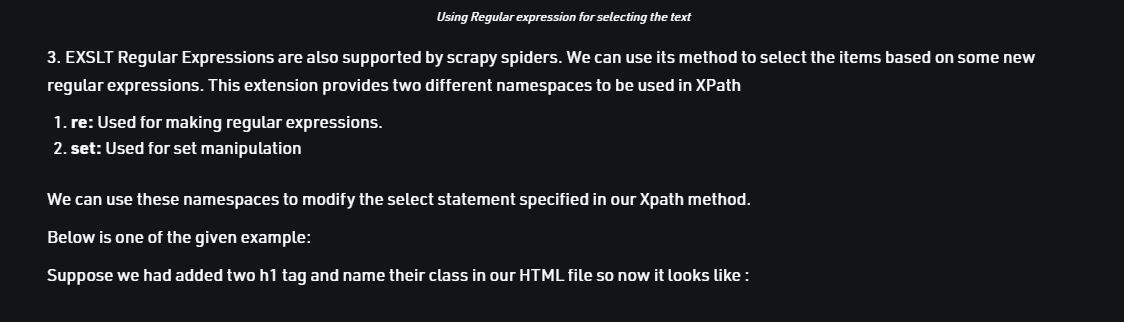 Using Regular expression for selecting the text
3. EXSLT Regular Expressions are also supported by scrapy spiders. We can use its method to select the items based on some new
regular expressions. This extension provides two different namespaces to be used in XPath
1. re: Used for making regular expressions.
2. set: Used for set manipulation
We can use these namespaces to modify the select statement specified in our Xpath method.
Below is one of the given example:
Suppose we had added two h1 tag and name their class in our HTML file so now it looks like :